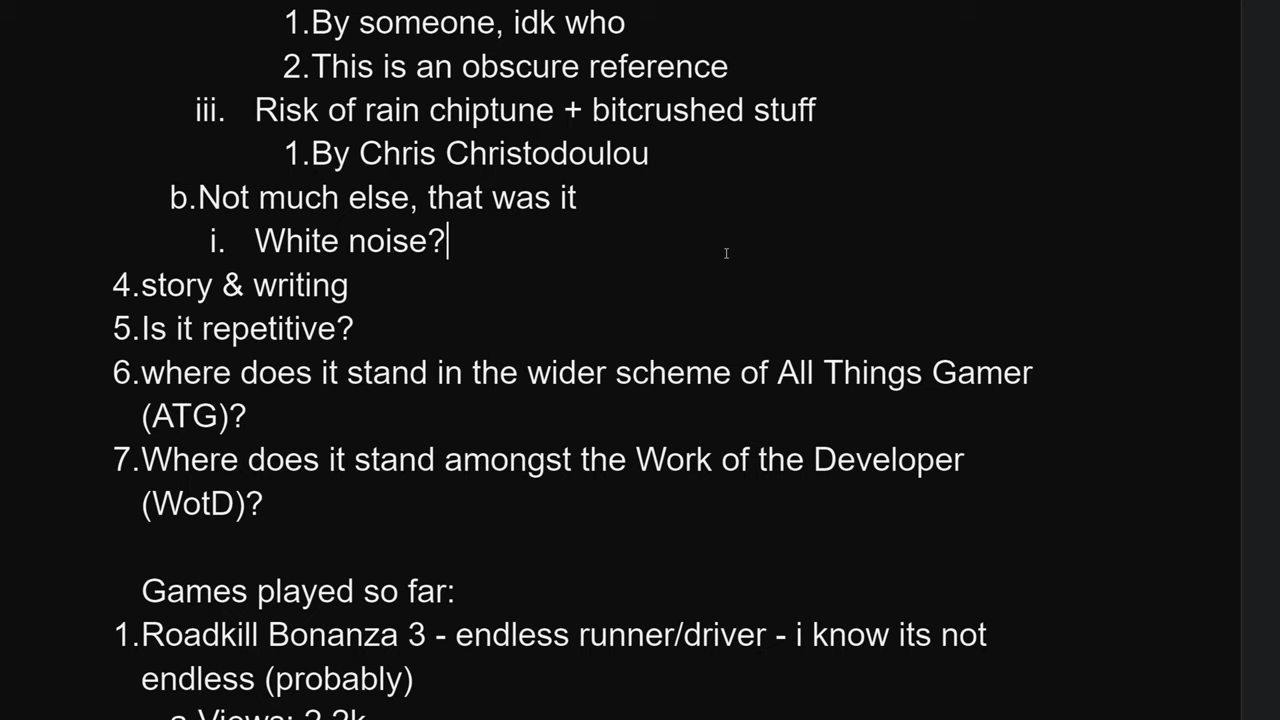 1.By someone, idk who
2.This is an obscure reference
iii. Risk of rain chiptune + bitcrushed stuff
1.By Chris Christodoulou
b.Not much else, that was it
i. White noise?
4.story & writing
5.Is it repetitive?
6.where does it stand in the wider scheme of All Things Gamer
(ATG)?
7.Where does it stand amongst the Work of the Developer
(WotD)?
Games played so far:
1.Roadkill Bonanza 3 - endless runner/driver - i know its not
endless (probably)
a.Views: 2.2k